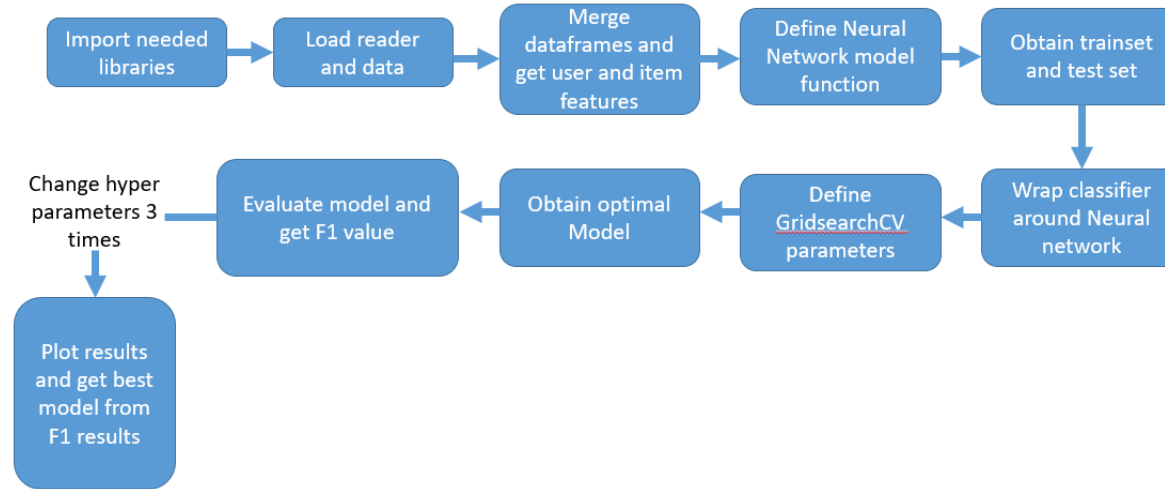 Import needed
libraries
Load reader
and data
Merge
dataframes and
get user and item
features
Define Neural
Network model
function
Obtain trainset
and test set
Wrap classifier
around Neural
network
Define
GridsearchCV
parameters
Obtain optimal
Model
Evaluate model and
get F1 value
Change hyper
parameters 3
times
Plot results
and get best
model from
F1 results